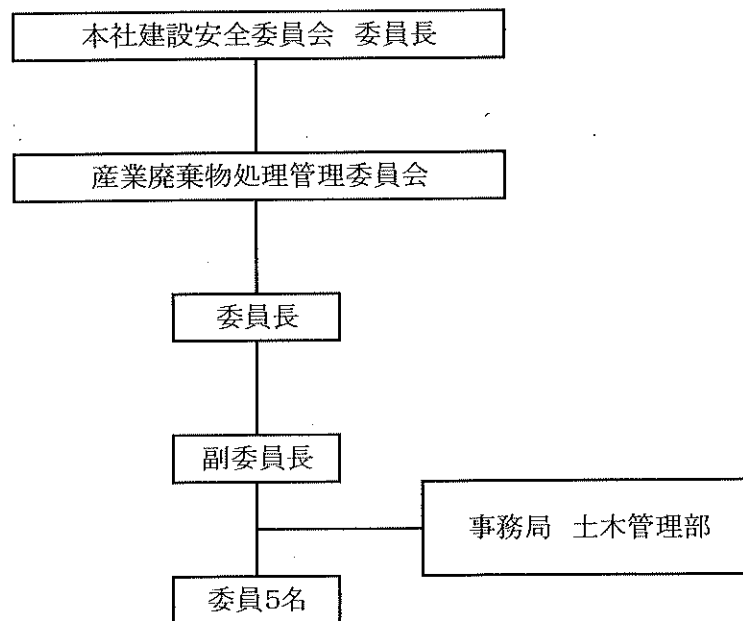 本社建設安全委員会 委員長
産業廃棄物処理管理委員会
委員長
副委員長
事務局 土木管理部
委員5名